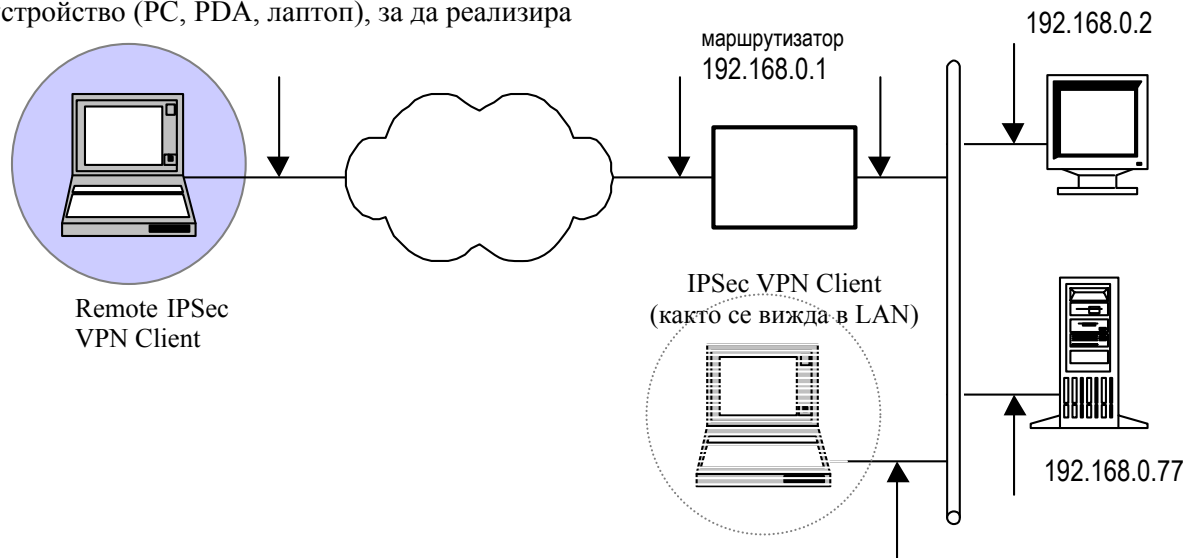 устройство (PC, PDA, лаптоп), за да реализира
192.168.0.2
маршрутизатор
192.168.0.1
Remote IPSec
VPN Client
IPSec VPN Client
(както се вижда в LAN)
192.168.0.77